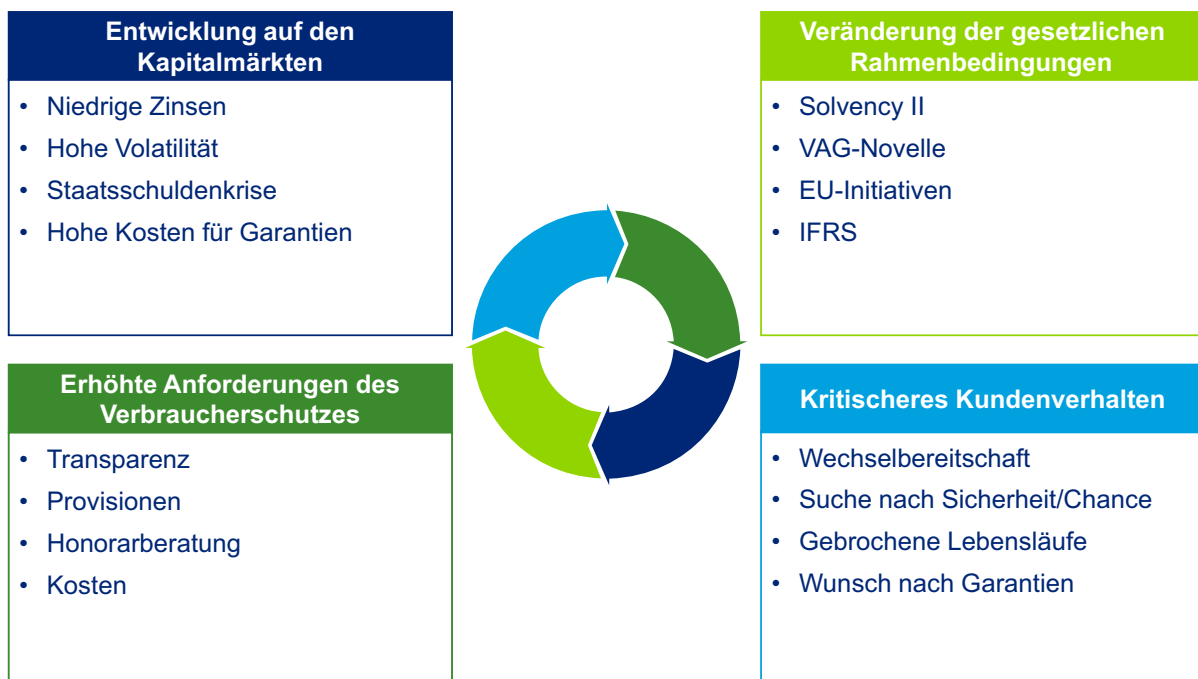 Entwicklung auf den
Kapitalmärkten
• Niedrige Zinsen
• Hohe Volatilität
• Staatsschuldenkrise
• Hohe Kosten für Garantien
Veränderung der gesetzlichen
Rahmenbedingungen
• Solvency II
• VAG-Novelle
• EU-Initiativen
• IFRS
Erhöhte Anforderungen des
Verbraucherschutzes
• Transparenz
• Provisionen
• Honorarberatung
• Kosten
Kritischeres Kundenverhalten
• Wechselbereitschaft
• Suche nach Sicherheit/Chance
• Gebrochene Lebensläufe
• Wunsch nach Garantien